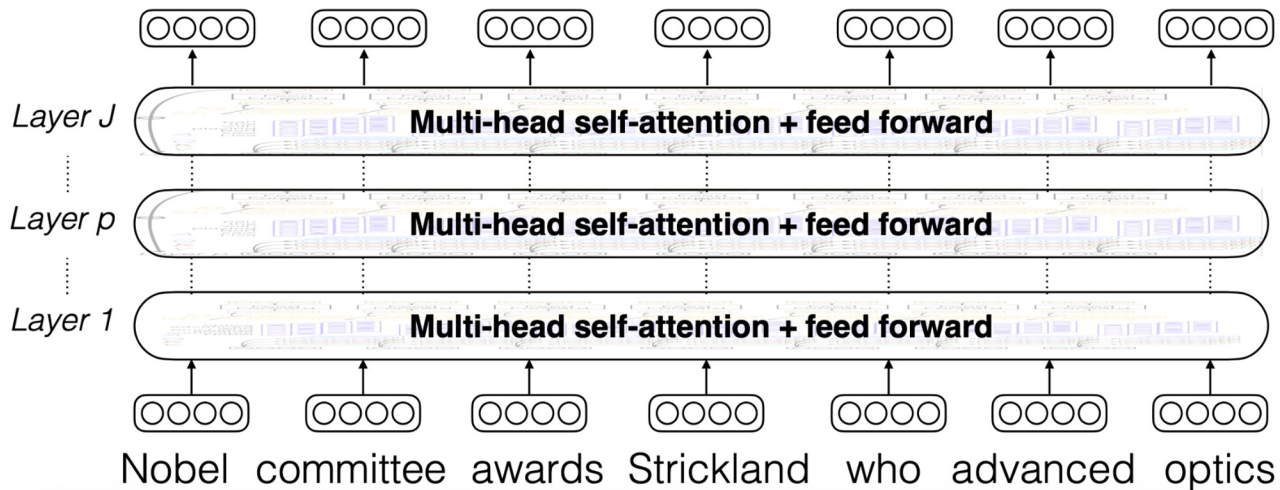 Layer J
Multi-head self-attention + feed forward
Layer p
Multi-head self-attention + feed forward
Layer 1
Multi-head self-attention + feed forward
Nobel committee awards Strickland who advanced optics